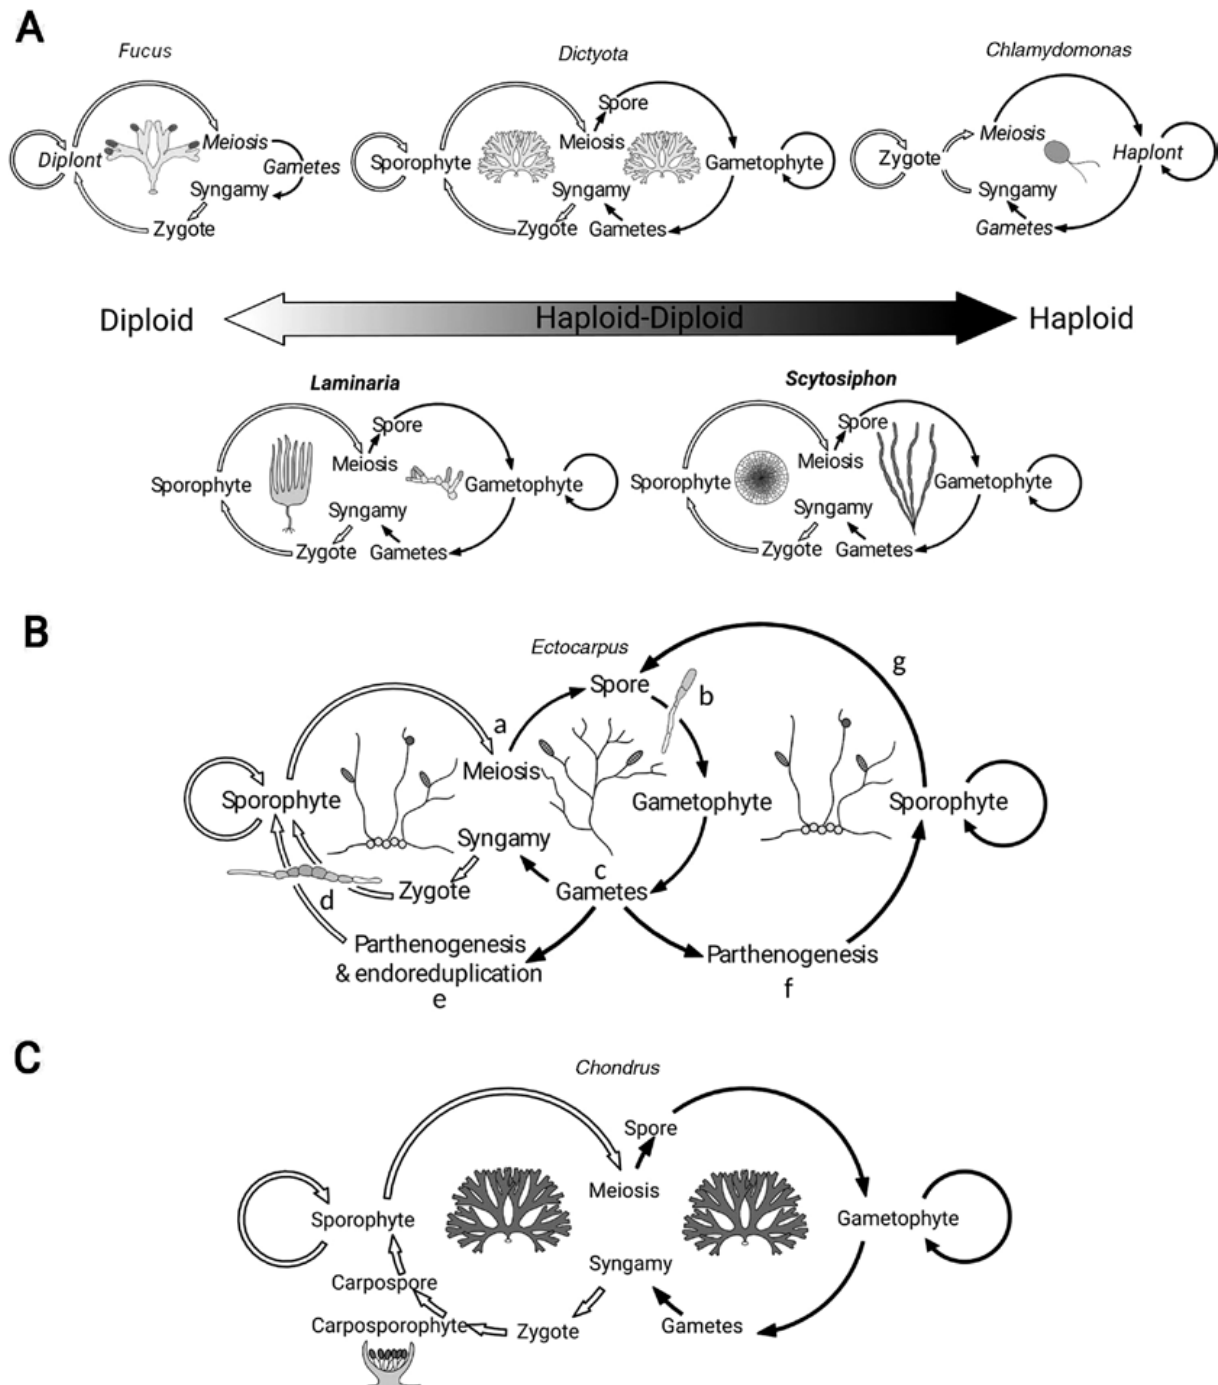 A
Fucus
Diplont
Meiosis
Gametes
Syngamy
Zygote
Dictyota
Spore
Sporophyte
Meiosis
Gametophyte
Syngamy
Zygote
Gametes
Chlamydomonas
Zygote
Meiosis
Haplont
Syngamy
Gametes
Diploid
Haploid-Diploid
Haploid
Laminaria
Spore
Meiosis
Sporophyte
Gametophyte
Syngamy
Zygote
Gametes
Scytosiphon
Spore
Meiosis
Sporophyte
Gametophyte
Syngamy
Zygote
Gametes
B
Ectocarpus
g
Spore
b
a
Meiosis
Sporophyte
Gametophyte
Sporophyte
Syngamy
c
Zygote
Gametes
d
Parthenogenesis
& endoreduplication
e
Parthenogenesis
f
C
Chondrus
Spore
Meiosis
Sporophyte
Gametophyte
Syngamy
Carpospore
Carposporophyte
Zygote
Gametes